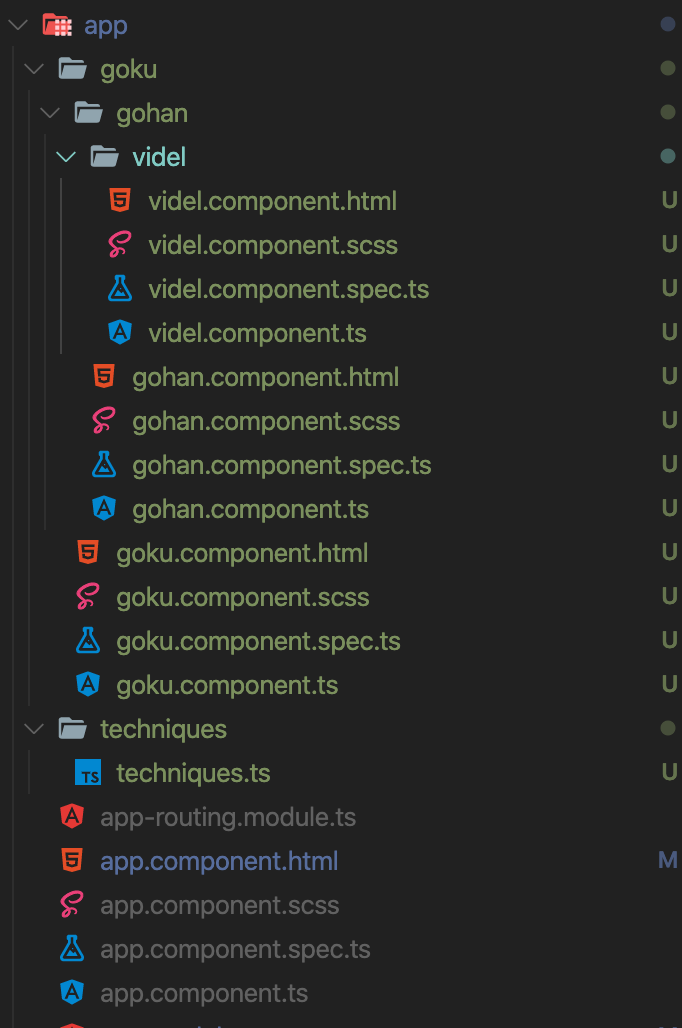 app
goku
gohan
videl
videl.component.html U
videl.component.scss U
videl.component.spec.ts U
videl.component.ts U
gohan.component.html U
gohan.component.scss U
gohan.component.spec.ts U
gohan.component.ts U
goku.component.html U
goku.component.scss U
goku.component.spec.ts U
goku.component.ts U
techniques
TS techniques.ts U
app-routing.module.ts
app.component.html M
app.component.scss
app.component.spec.ts
app.component.ts